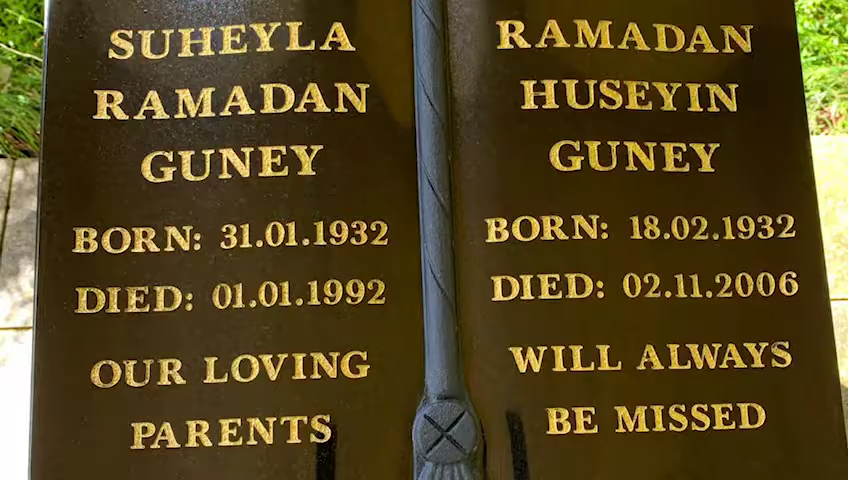 SUHEYLA
RAMADAN
GUNEY
BORN: 31.01.1932
DIED: 01.01.1992
OUR LOVING
PARENTS
RAMADAN
HUSEYIN
GUNEY
BORN: 18.02.1932
DIED: 02.11.2006
WILL ALWAYS
BE MISSED